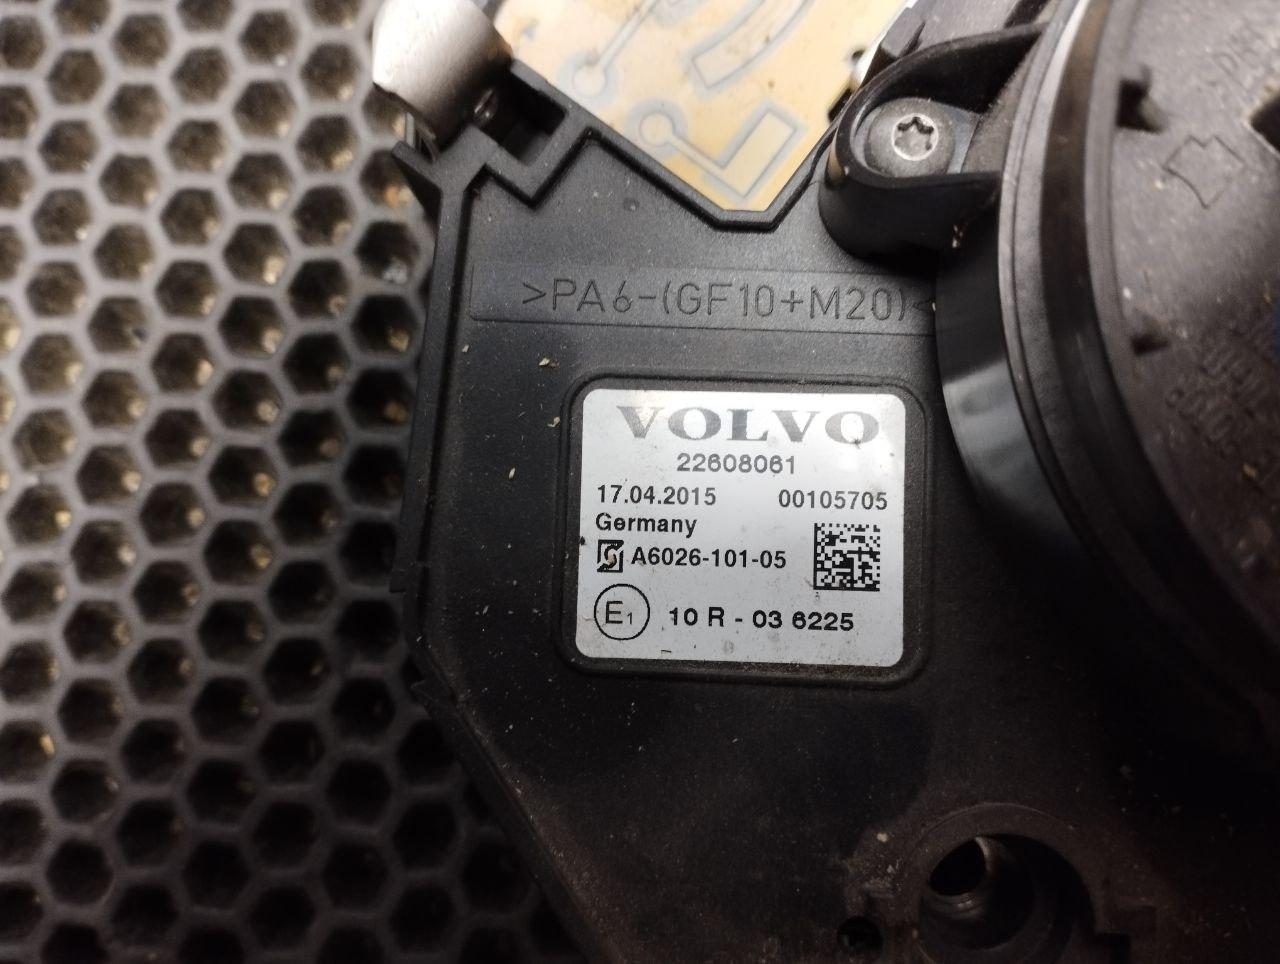 >PA6-(GF10+M20)<
VOLVO
22608061
17.04.2015 00105705
Germany
A6026-101-05
E1 10 R - 03 6225